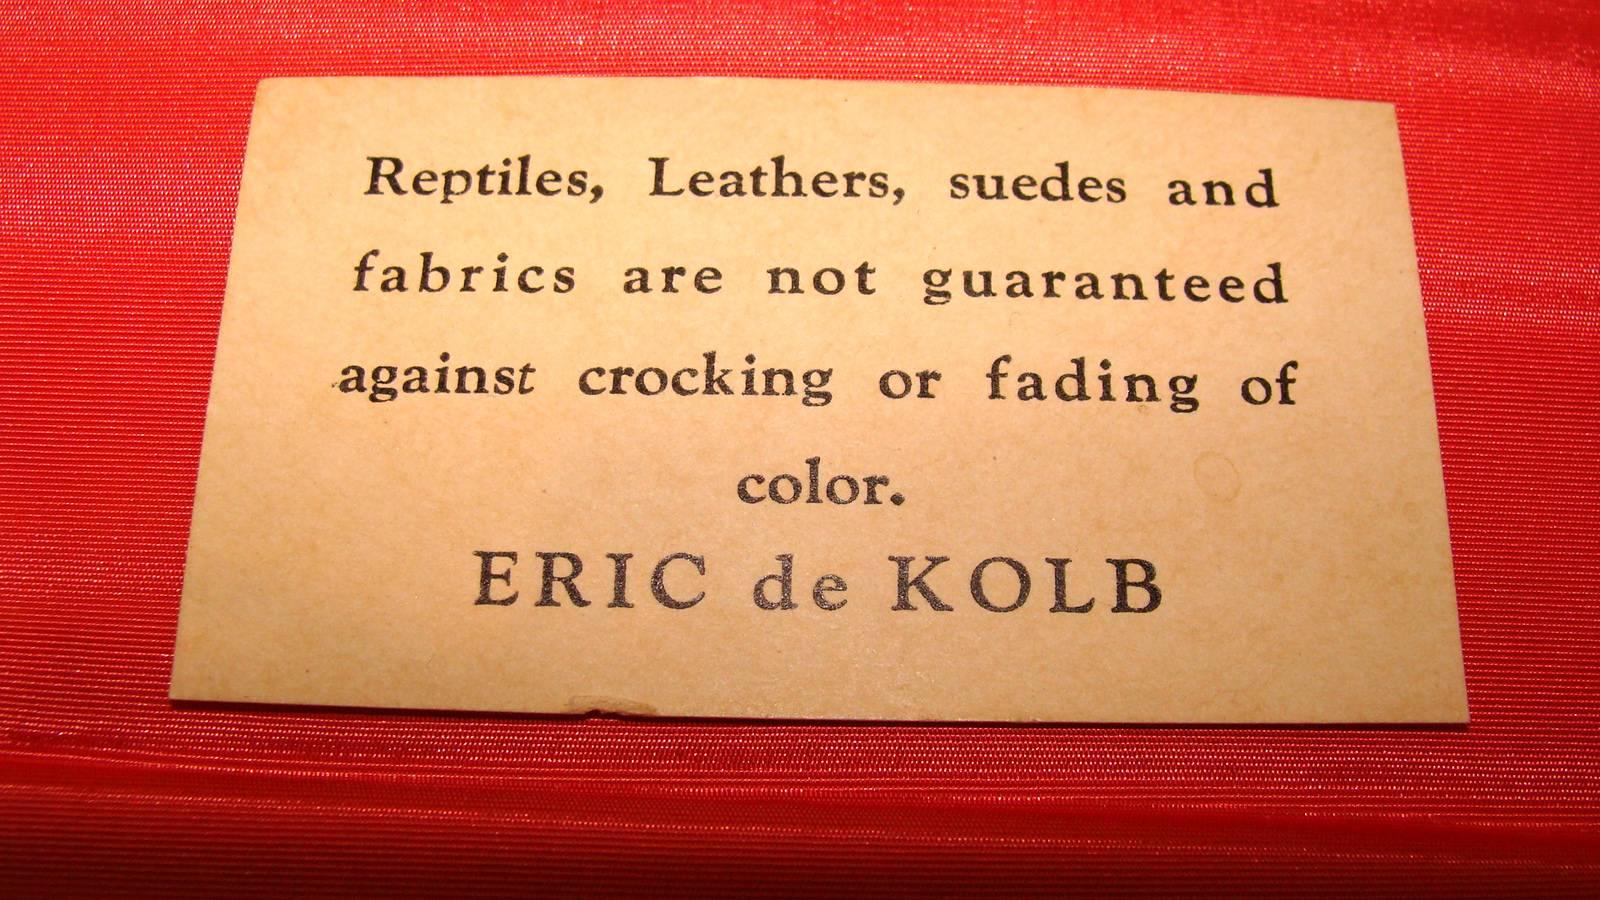 Reptiles, Leathers, suedes and
fabrics are not guaranteed
against crocking or fading of
color.
ERIC de KOLB